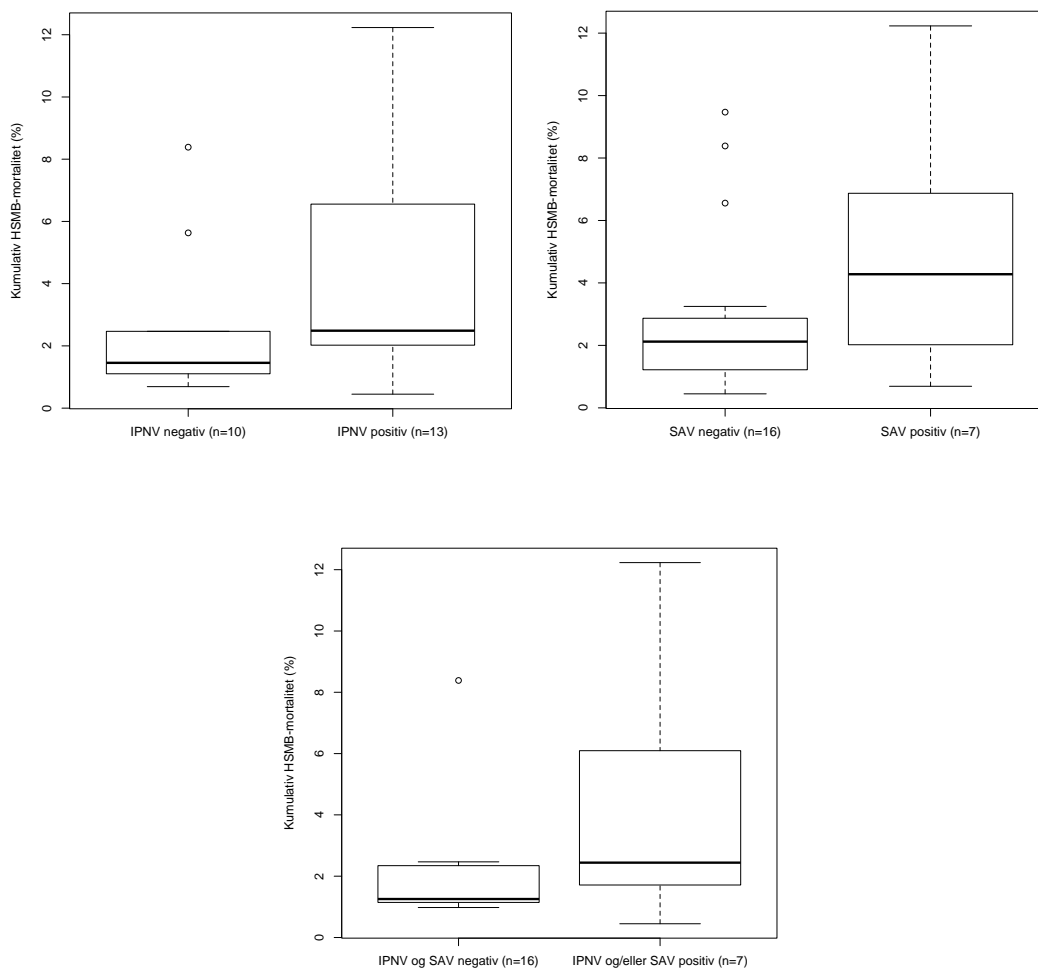 Kumulativ HSMB-mortalitet (%)
0 2 4 6 8 10 12
IPNV negativ (n=10) IPNV positiv (n=13)
Kumulativ HSMB-mortalitet (%)
0 2 4 6 8 10 12
SAV negativ (n=16) SAV positiv (n=7)
Kumulativ HSMB-mortalitet (%)
0 2 4 6 8 10 12
IPNV og SAV negativ (n=16) IPNV og/eller SAV positiv (n=7)